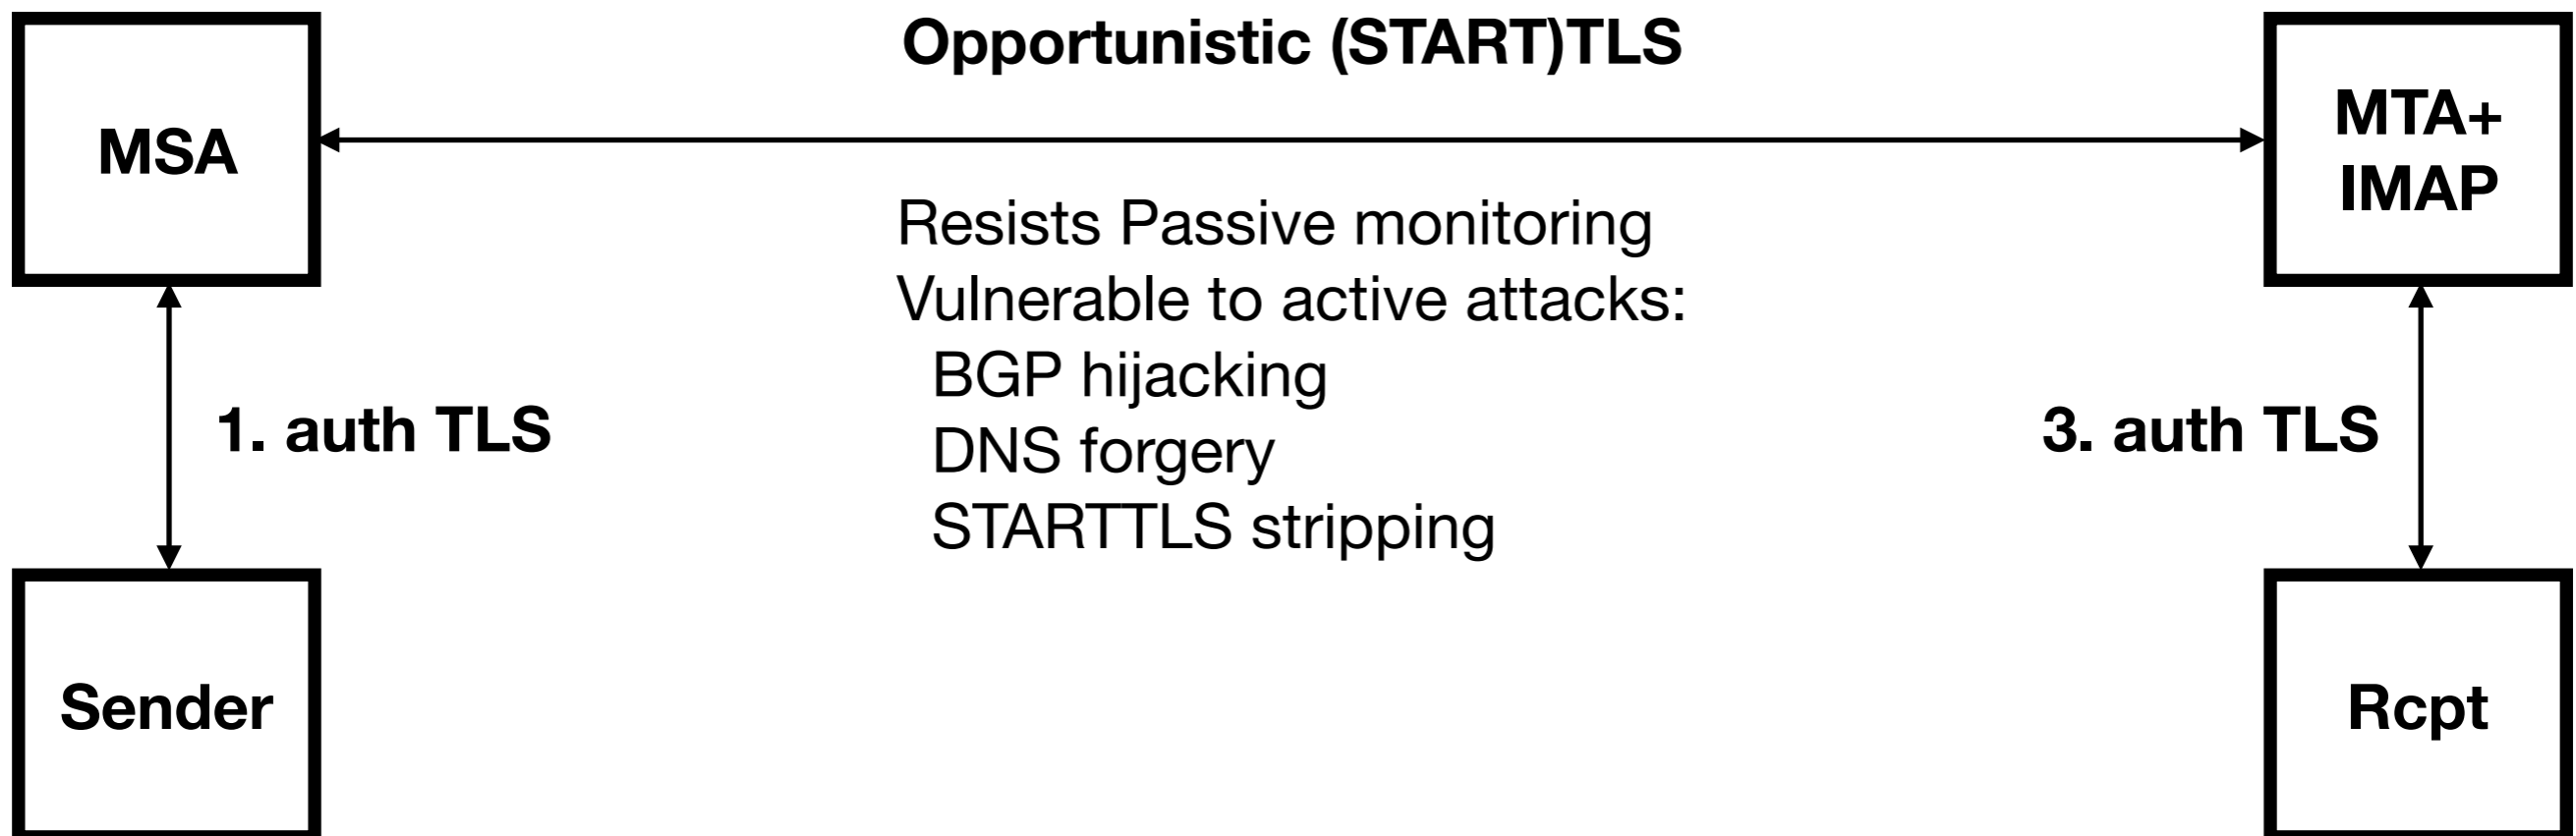 Opportunistic (START)TLS
MSA
MTA+
IMAP
Resists Passive monitoring
Vulnerable to active attacks:
BGP hijacking
DNS forgery
STARTTLS stripping
1. auth TLS
3. auth TLS
Sender
Rcpt